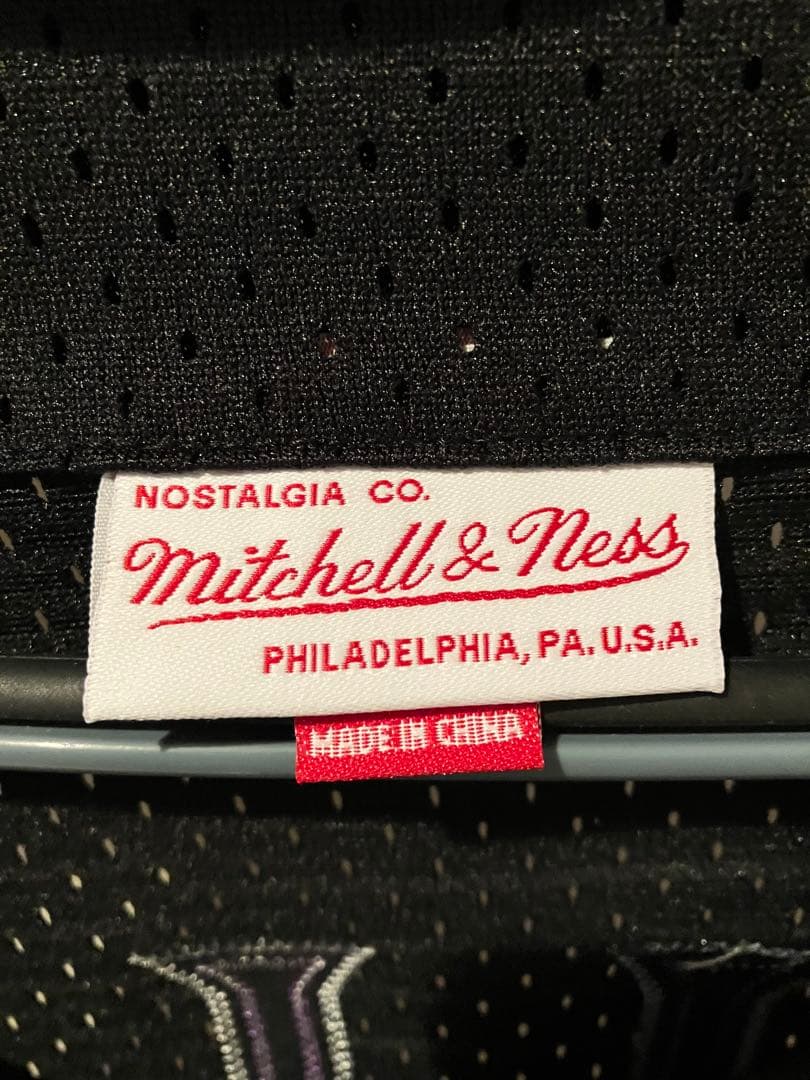 NOSTALGIA CO.
Mitchell & Ness
PHILADELPHIA, PA. U.S.A.
MADE IN CHINA